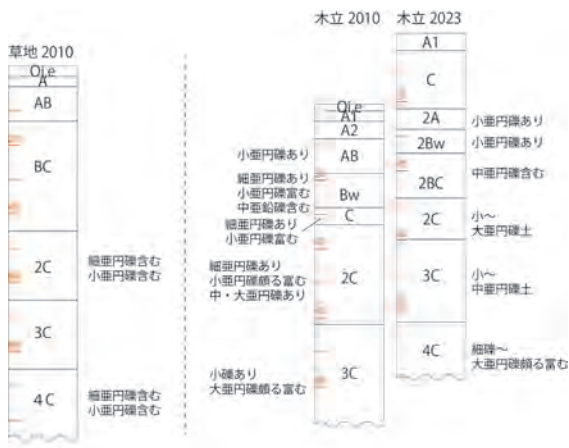 草地 2010
Oi,e
A
AB
BC
2C
細亜円礫含む
小亜円礫含む
3C
4C
細亜円礫含む
小亜円礫含む
木立 2010
Oi,e
A1
A2
小亜円礫あり
AB
細亜円礫あり
小亜円礫富む
中亜鉛礫含む
Bw
C
細亜円礫あり
小亜円礫富む
細亜円礫あり
小亜円礫頗る富む
中・大亜円礫あり
2C
小礫あり
大亜円礫頗る富む
3C
木立 2023
A1
C
2A
小亜円礫あり
2Bw
小亜円礫あり
2BC
中亜円礫含む
2C
小～
大亜円礫土
3C
小～
中亜円礫土
4C
細礫～
大亜円礫頗る富む